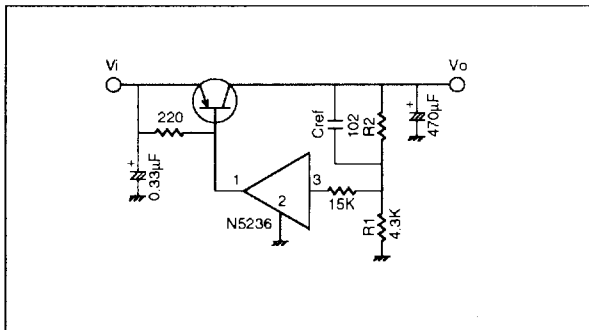 Vi
Vo
220
0.33µF
1
2
3
N5236
15K
Cref
102
R2
470µF
R1
4.3K
+
+